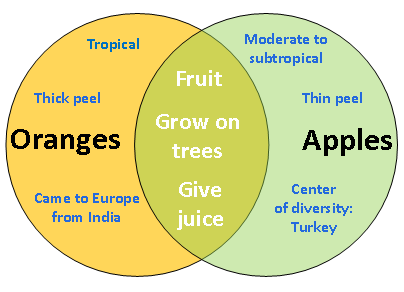 Tropical
Thick peel
Oranges
Came to Europe
from India
Fruit
Grow on
trees
Give
juice
Moderate to
subtropical
Thin peel
Apples
Center
of diversity:
Turkey